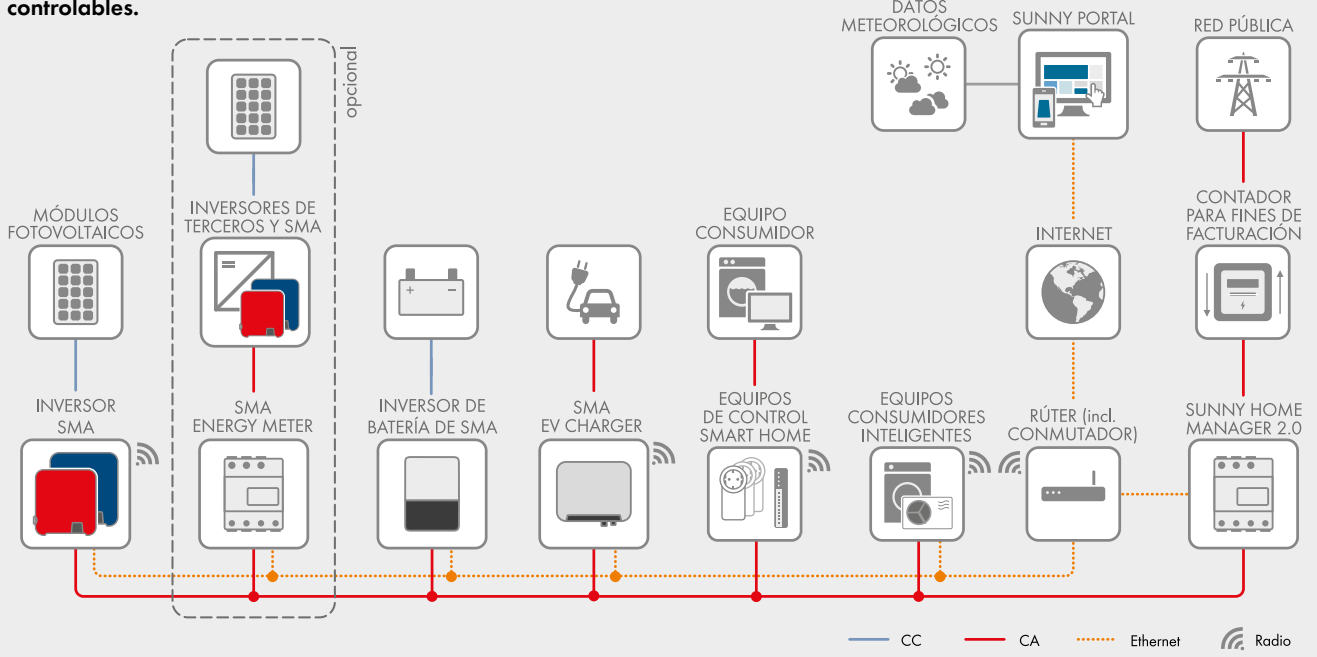 controlables.
opcional
DATOS
METEOROLÓGICOS
SUNNY PORTAL
RED PÚBLICA
MÓDULOS
FOTOVOLTAICOS
INVERSORES DE
TERCEROS Y SMA
EQUIPO
CONSUMIDOR
INTERNET
CONTADOR
PARA FINES DE
FACTURACIÓN
INVERSOR
SMA
SMA
ENERGY METER
INVERSOR DE
BATERÍA DE SMA
SMA
EV CHARGER
EQUIPOS
DE CONTROL
SMART HOME
EQUIPOS
CONSUMIDORES
INTELIGENTES
RÚTER (incl.
CONMUTADOR)
SUNNY HOME
MANAGER 2.0
CC
CA
Ethernet
Radio